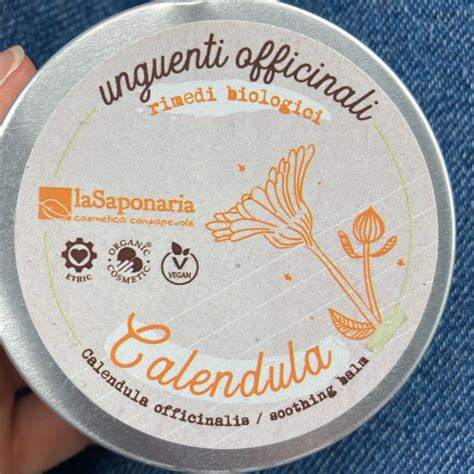 unguenti officinali
rimedi biologici
laSaponaria
cosmetica consapevole
ETHIC
ORGANIC COSMETIC
®
V
VEGAN
Calendula
Calendula officinalis / soothing balm